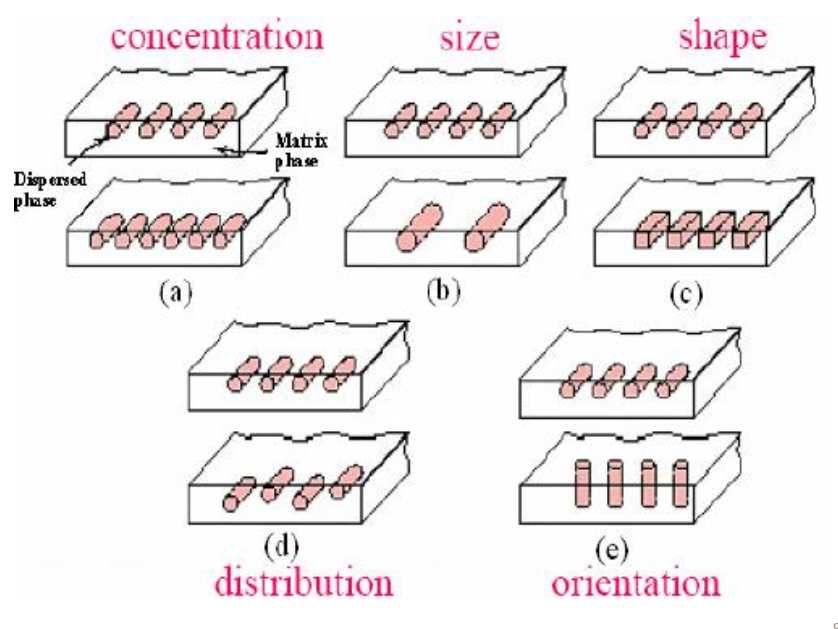 concentration
size
shape
Matrix
phase
Dispersed
phase
(a)
(b)
(c)
(d)
(e)
distribution
orientation
s